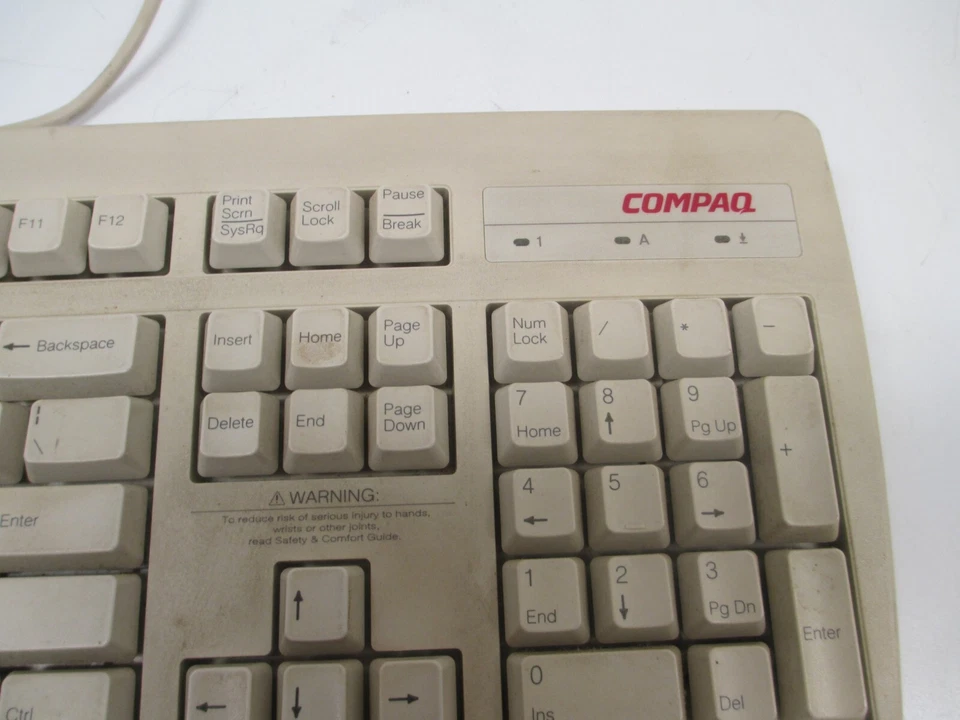 COMPAQ
1 A
F11 F12
Print
Scrn
SysRq
Scroll
Lock
Pause
Break
← Backspace
Insert
Home
Page
Up
Num
Lock
/ * −
\
Delete
End
Page
Down
7
Home
8
↑
9
Pg Up
+
Enter
⚠ WARNING:
To reduce risk of serious injury to hands,
wrists or other joints,
read Safety & Comfort Guide.
4
←
5
6
→
1
End
2
↓
3
Pg Dn
Enter
↑
Ctrl
← ↓ →
0
Ins
.
Del